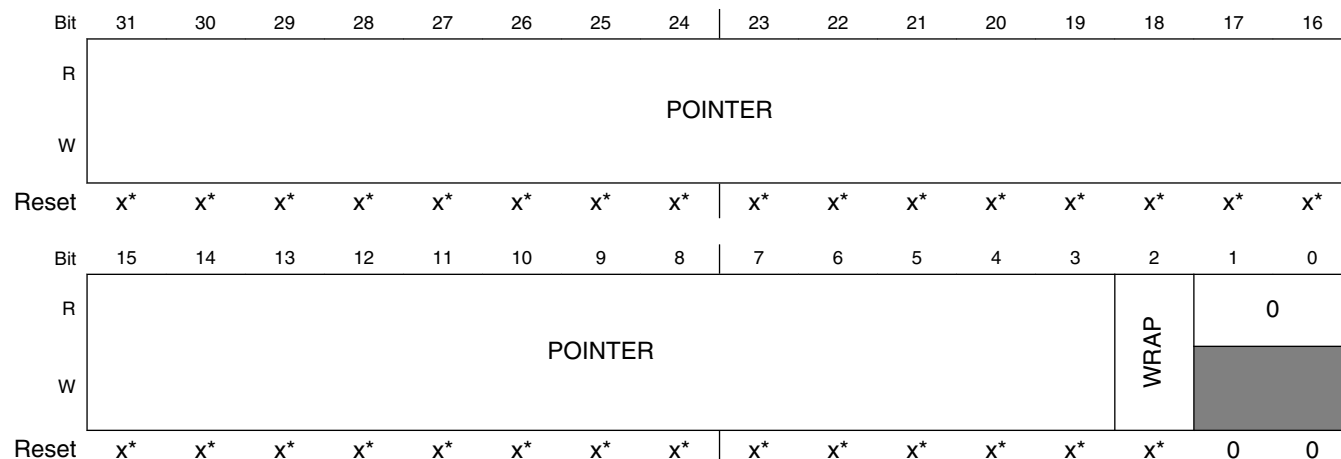 Bit 31 30 29 28 27 26 25 24 23 22 21 20 19 18 17 16
R
POINTER
W
Reset x* x* x* x* x* x* x* x* x* x* x* x* x* x* x* x*
Bit 15 14 13 12 11 10 9 8 7 6 5 4 3 2 1 0
R 0
POINTER WRAP
W
Reset x* x* x* x* x* x* x* x* x* x* x* x* x* x* 0 0